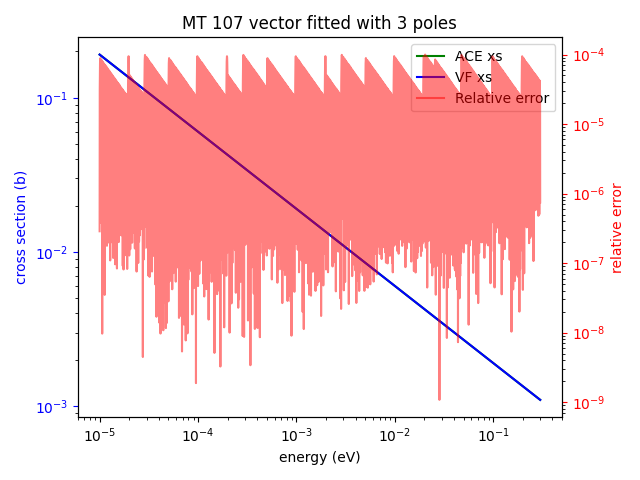 MT 107 vector fitted with 3 poles
ACE xs
VF xs
Relative error
cross section (b)
10⁻¹
10⁻²
10⁻³
relative error
10⁻⁴
10⁻⁵
10⁻⁶
10⁻⁷
10⁻⁸
10⁻⁹
10⁻⁵ 10⁻⁴ 10⁻³ 10⁻² 10⁻¹
energy (eV)